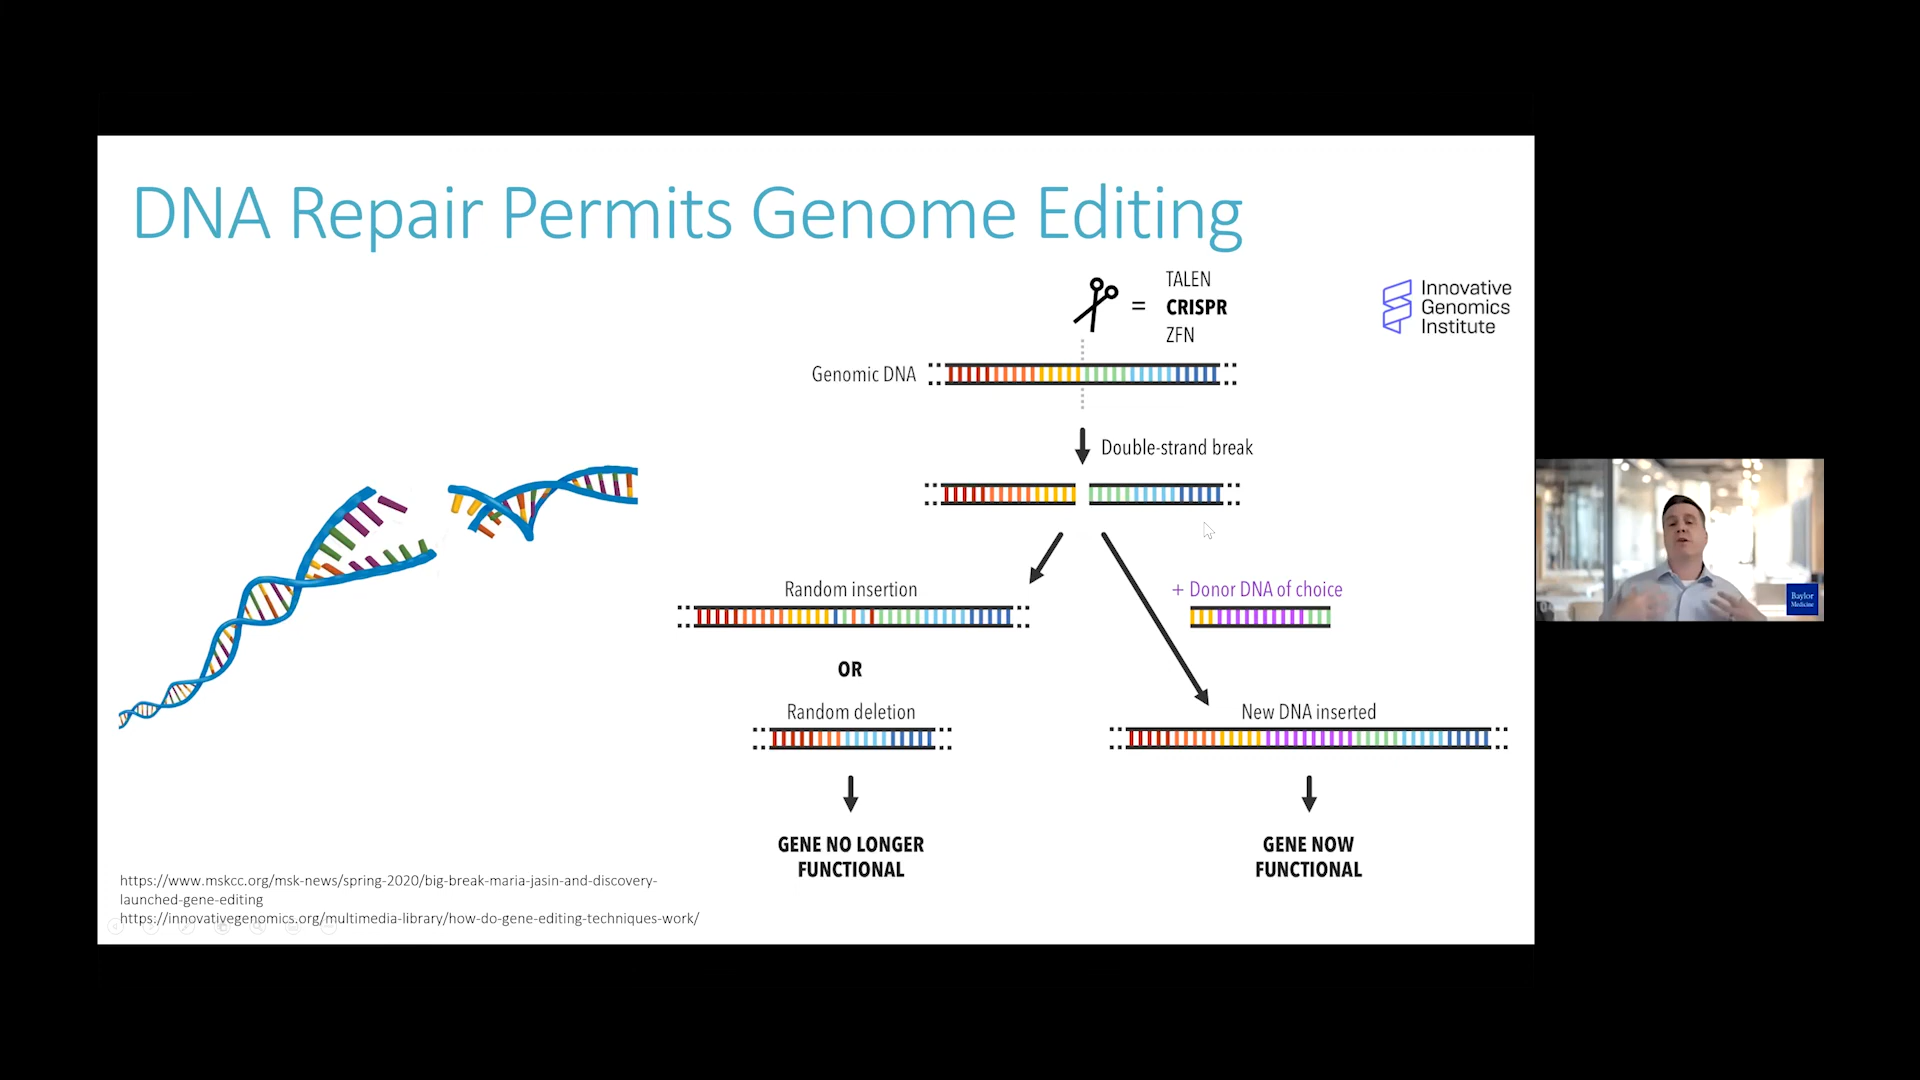 DNA Repair Permits Genome Editing
=
TALEN
CRISPR
ZFN
Innovative
Genomics
Institute
Genomic DNA
Double-strand break
Random insertion
+ Donor DNA of choice
OR
Random deletion
New DNA inserted
GENE NO LONGER
FUNCTIONAL
GENE NOW
FUNCTIONAL
https://www.mskcc.org/msk-news/spring-2020/big-break-maria-jasin-and-discovery-
launched-gene-editing
https://innovativegenomics.org/multimedia-library/how-do-gene-editing-techniques-work/
Baylor
Medicine